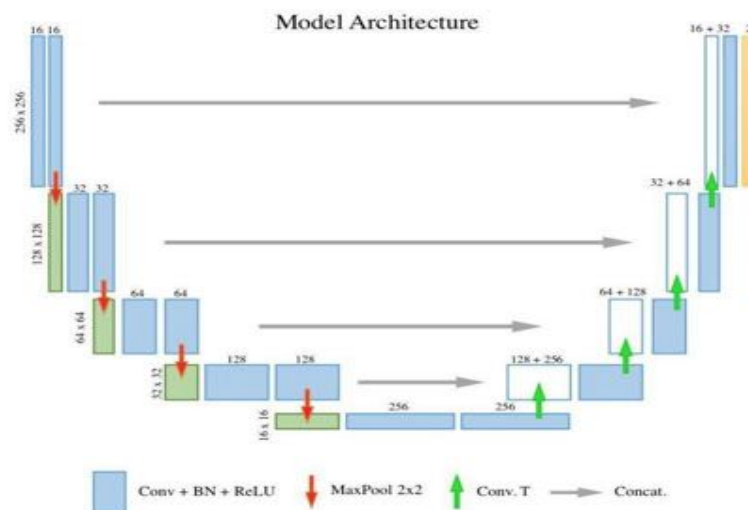 Model Architecture
16 16
16 + 32
256 x 256
32 32
32 + 64
128 x 128
64 64
64 + 128
64 x 64
128 128
128 + 256
32 x 32
256 256
16 x 16
Conv + BN + ReLU
MaxPool 2x2
Conv. T
Concat.